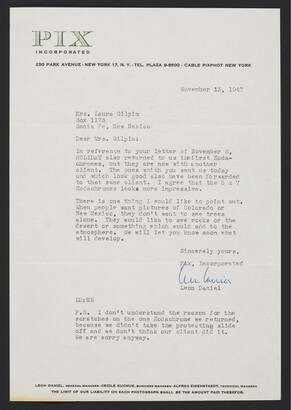 PIX
INCORPORATED
250 PARK AVENUE - NEW YORK 17, N. Y. - TEL. PLAZA 8-8600 - CABLE PIXPHOT NEW YORK
November 13, 1947
Mrs. Laura Gilpin
Box 1173
Santa Fe, New Mexico
Dear Mrs. Gilpin:
In reference to your letter of November 8,
HOLIDAY also returned to us the first Koda-
chromes, but they are now with another
client. The ones which you sent us today
and which look good also have been forwarded
to that same client. I agree that the 5 x 7
Kodachromes looks more impressive.
There is one thing I would like to point out.
When people want pictures of Colorado or
New Mexico, they don't want to see trees
alone. They would like to see rocks or the
desert or something which would add to the
atmosphere. We will let you know soon what
will develop.
Sincerely yours,
PIX, Incorporated
Leon Daniel
P.S. I don't understand the reason for the
scratches on the one Kodachrome we returned,
because we didn't take the protecting slide
off and we don't think our client did it.
We are sorry anyway.
LEON DANIEL, GENERAL MANAGER - CECILE KUCHUK, BUSINESS MANAGER - ALFRED EISENSTAEDT, TECHNICAL MANAGER
THE LIMIT OF OUR LIABILITY ON EACH PHOTOGRAPH SHALL BE THE AMOUNT PAID THEREFOR.